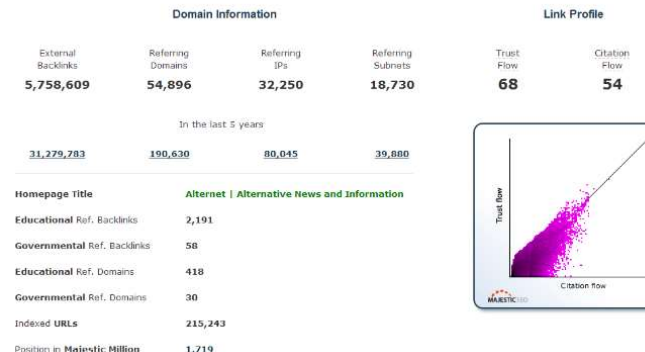 Domain Information
Link Profile
External Backlinks
Referring Domains
Referring IPs
Referring Subnets
Trust Flow
Citation Flow
5,758,609
54,896
32,250
18,730
68
54
In the last 5 years
31,279,783
190,630
80,045
39,880
Homepage Title
Alternet | Alternative News and Information
Educational Ref. Backlinks
2,191
Governmental Ref. Backlinks
58
Educational Ref. Domains
418
Governmental Ref. Domains
30
Indexed URLs
215,243
Position in Majestic Million
1,719
Trust flow
Citation flow
MAJESTIC SEO